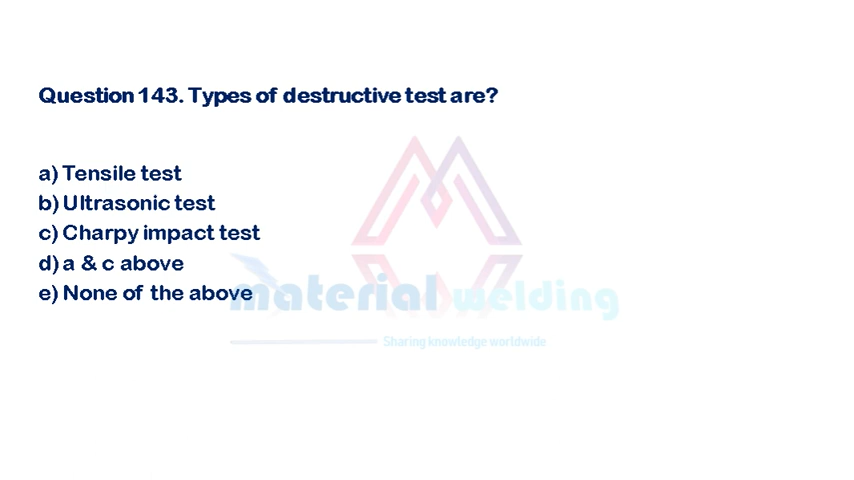 Question 143. Types of destructive test are?
a) Tensile test
b) Ultrasonic test
c) Charpy impact test
d) a & c above
e) None of the above
material welding
Sharing knowledge worldwide